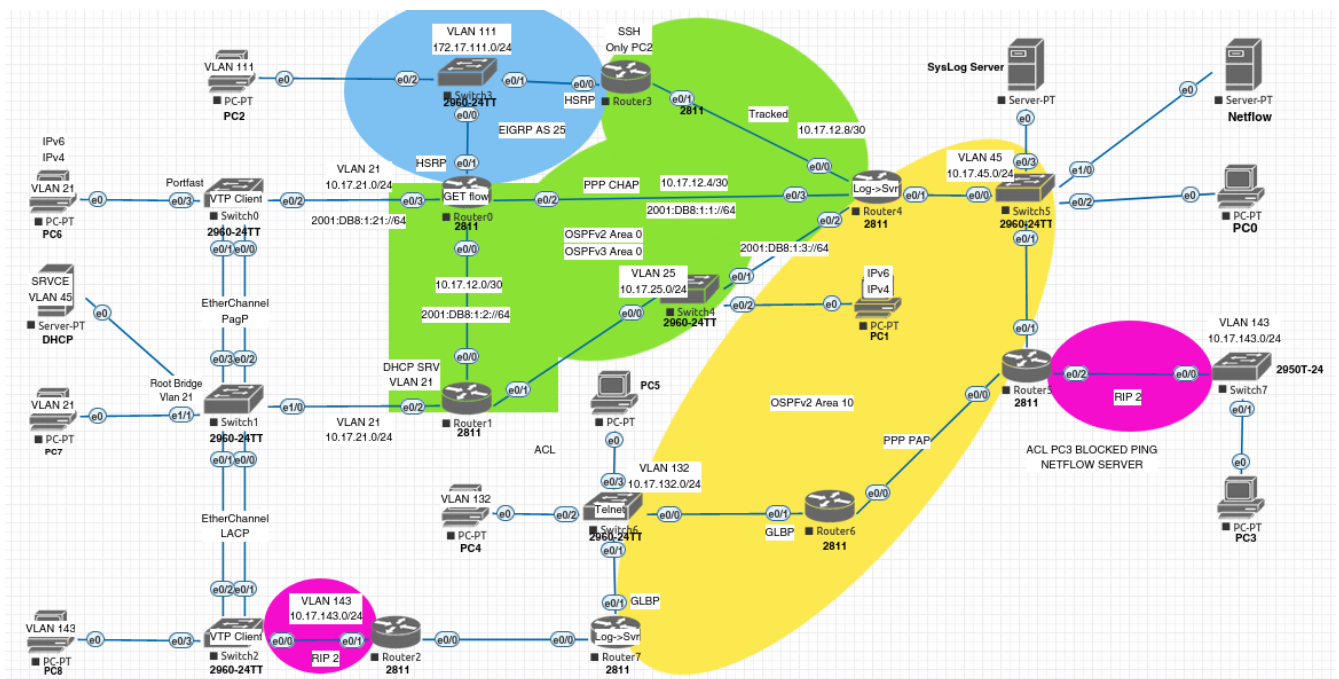 VLAN 111
172.17.111.0/24
SSH
Only PC2
SysLog Server
Server-PT
e0
Server-PT
Netflow
e0
VLAN 111
PC-PT
PC2
e0
e0/2
Switch3
2960-24TT
e0/1
e0/0
e0/0
HSRP
Router3
2811
e0/1
Tracked
10.17.12.8/30
e0/0
EIGRP AS 25
HSRP
e0/1
IPv6
IPv4
VLAN 21
PC-PT
PC6
e0
Portfast
e0/3
VTP Client
Switch0
2960-24TT
e0/2
VLAN 21
10.17.21.0/24
2001:DB8:1:21://64
e0/3
GET flow
Router0
2811
e0/2
PPP CHAP
10.17.12.4/30
2001:DB8:1:1://64
e0/3
Log->Svr
Router4
2811
e0/1
e0/2
VLAN 45
10.17.45.0/24
e0/3
e1/0
e0/0
Switch5
2960-24TT
e0/2
e0/1
e0
PC-PT
PC0
e0/1
e0/0
e0/0
OSPFv2 Area 0
OSPFv3 Area 0
2001:DB8:1:3://64
SRVCE
VLAN 45
Server-PT
DHCP
e0
EtherChannel
PagP
10.17.12.0/30
2001:DB8:1:2://64
VLAN 25
10.17.25.0/24
e0/0
Switch4
2960-24TT
e0/1
e0/2
e0
IPv6
IPv4
PC-PT
PC1
e0/3
e0/2
e0/0
DHCP SRV
VLAN 21
e0/1
Router5
2811
e0/2
e0/0
RIP 2
e0/0
VLAN 143
10.17.143.0/24
2950T-24
Switch7
e0/1
Root Bridge
Vlan 21
VLAN 21
PC-PT
PC7
e0
e1/1
Switch1
2960-24TT
e1/0
VLAN 21
10.17.21.0/24
e0/2
Router1
2811
e0/1
PC5
PC-PT
e0
OSPFv2 Area 10
PPP PAP
ACL PC3 BLOCKED PING
NETFLOW SERVER
e0
PC-PT
PC3
e0/1
e0/0
ACL
VLAN 132
10.17.132.0/24
e0/3
VLAN 132
PC-PT
PC4
e0
e0/2
Telnet
Switch6
2960-24TT
e0/0
e0/1
e0/1
GLBP
Router6
2811
e0/0
EtherChannel
LACP
e0/2
e0/1
VLAN 143
PC-PT
PC8
e0
e0/3
VTP Client
Switch2
2960-24TT
e0/0
VLAN 143
10.17.143.0/24
e0/1
RIP 2
Router2
2811
e0/0
e0/0
e0/1
GLBP
Log->Svr
Router7
2811